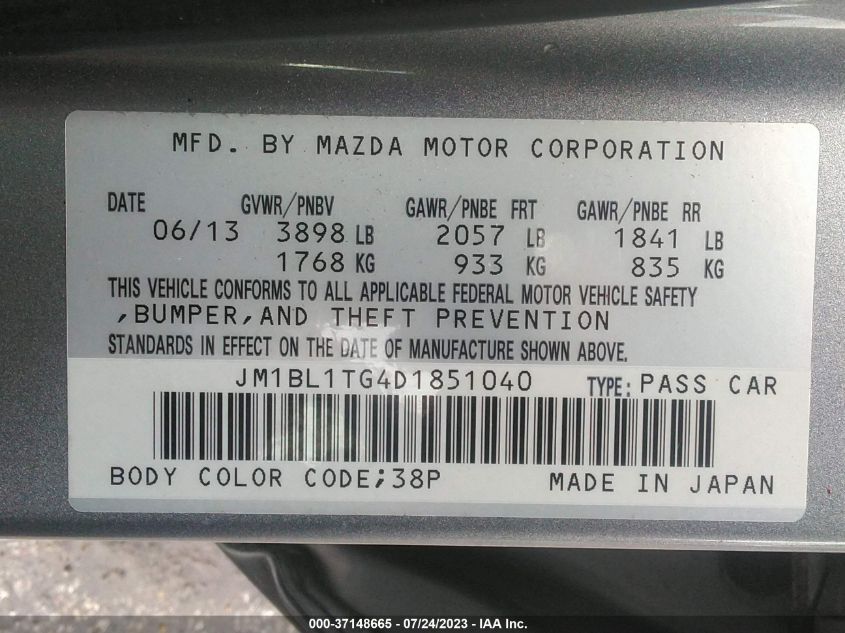 MFD. BY MAZDA MOTOR CORPORATION
DATE GVWR/PNBV GAWR/PNBE FRT GAWR/PNBE RR
06/13 3898 LB 2057 LB 1841 LB
1768 KG 933 KG 835 KG
THIS VEHICLE CONFORMS TO ALL APPLICABLE FEDERAL MOTOR VEHICLE SAFETY
,BUMPER,AND THEFT PREVENTION
STANDARDS IN EFFECT ON THE DATE OF MANUFACTURE SHOWN ABOVE.
JM1BL1TG4D1851040 TYPE: PASS CAR
BODY COLOR CODE;38P MADE IN JAPAN
000-37148665 - 07/24/2023 - IAA Inc.